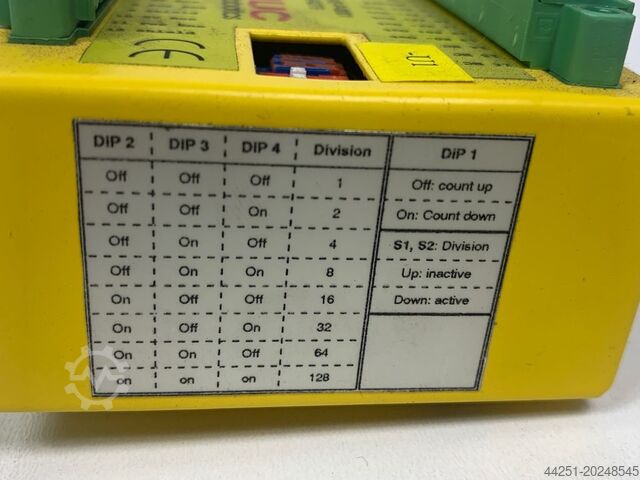 UC
CE
DIP 2 DIP 3 DIP 4 Division DIP 1
Off Off Off 1 Off: count up
Off Off On 2 On: Count down
Off On Off 4 S1, S2: Division
Off On On 8 Up: inactive
On Off Off 16 Down: active
On Off On 32
On On Off 64
on on on 128
44251-20248545